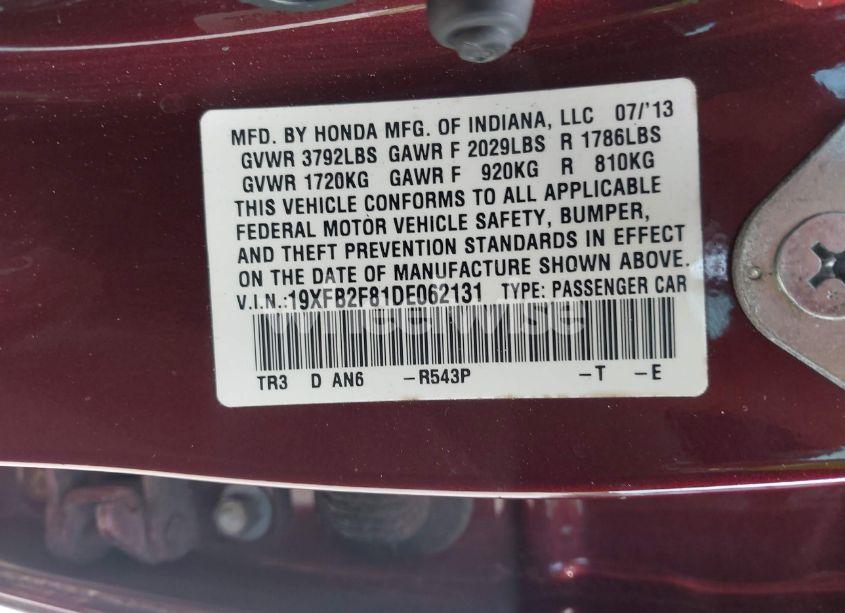 MFD. BY HONDA MFG. OF INDIANA, LLC 07/'13
GVWR 3792LBS GAWR F 2029LBS R 1786LBS
GVWR 1720KG GAWR F 920KG R 810KG
THIS VEHICLE CONFORMS TO ALL APPLICABLE
FEDERAL MOTOR VEHICLE SAFETY, BUMPER,
AND THEFT PREVENTION STANDARDS IN EFFECT
ON THE DATE OF MANUFACTURE SHOWN ABOVE.
V.I.N.:19XFB2F81DE062131 TYPE: PASSENGER CAR
wheelwise
TR3 D AN6 –R543P –T –E